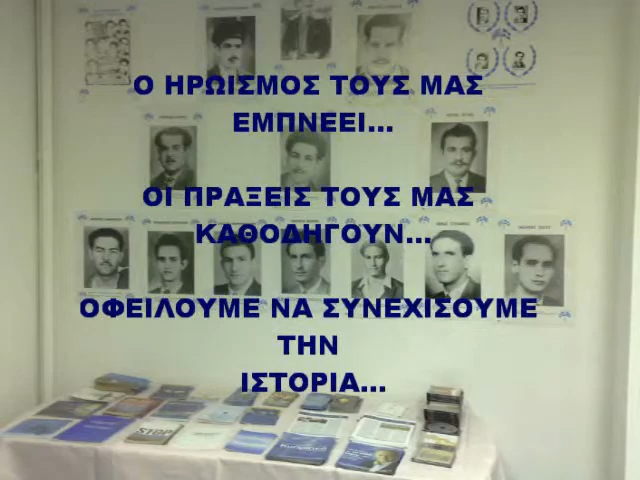 Ο ΗΡΩΙΣΜΟΣ ΤΟΥΣ ΜΑΣ
ΕΜΠΝΕΕΙ...
ΟΙ ΠΡΑΞΕΙΣ ΤΟΥΣ ΜΑΣ
ΚΑΘΟΔΗΓΟΥΝ...
ΟΦΕΙΛΟΥΜΕ ΝΑ ΣΥΝΕΧΙΣΟΥΜΕ
ΤΗΝ
ΙΣΤΟΡΙΑ...